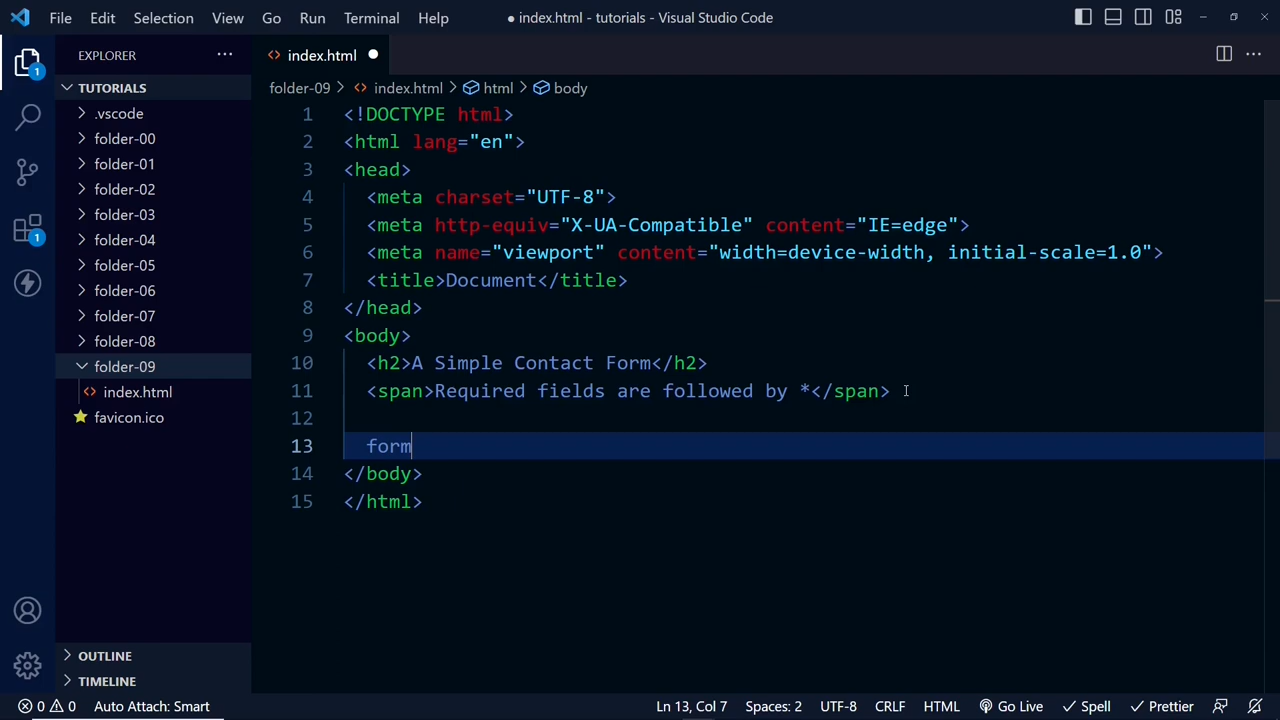 File Edit Selection View Go Run Terminal Help
● index.html - tutorials - Visual Studio Code
EXPLORER
index.html
TUTORIALS
folder-09 > index.html > html > body
.vscode
folder-00
folder-01
folder-02
folder-03
folder-04
folder-05
folder-06
folder-07
folder-08
folder-09
index.html
favicon.ico
1
1
1 <!DOCTYPE html>
2 <html lang="en">
3 <head>
4 <meta charset="UTF-8">
5 <meta http-equiv="X-UA-Compatible" content="IE=edge">
6 <meta name="viewport" content="width=device-width, initial-scale=1.0">
7 <title>Document</title>
8 </head>
9 <body>
10 <h2>A Simple Contact Form</h2>
11 <span>Required fields are followed by *</span>
12
13 form
14 </body>
15 </html>
OUTLINE
TIMELINE
0 0 Auto Attach: Smart Ln 13, Col 7 Spaces: 2 UTF-8 CRLF HTML Go Live Spell Prettier